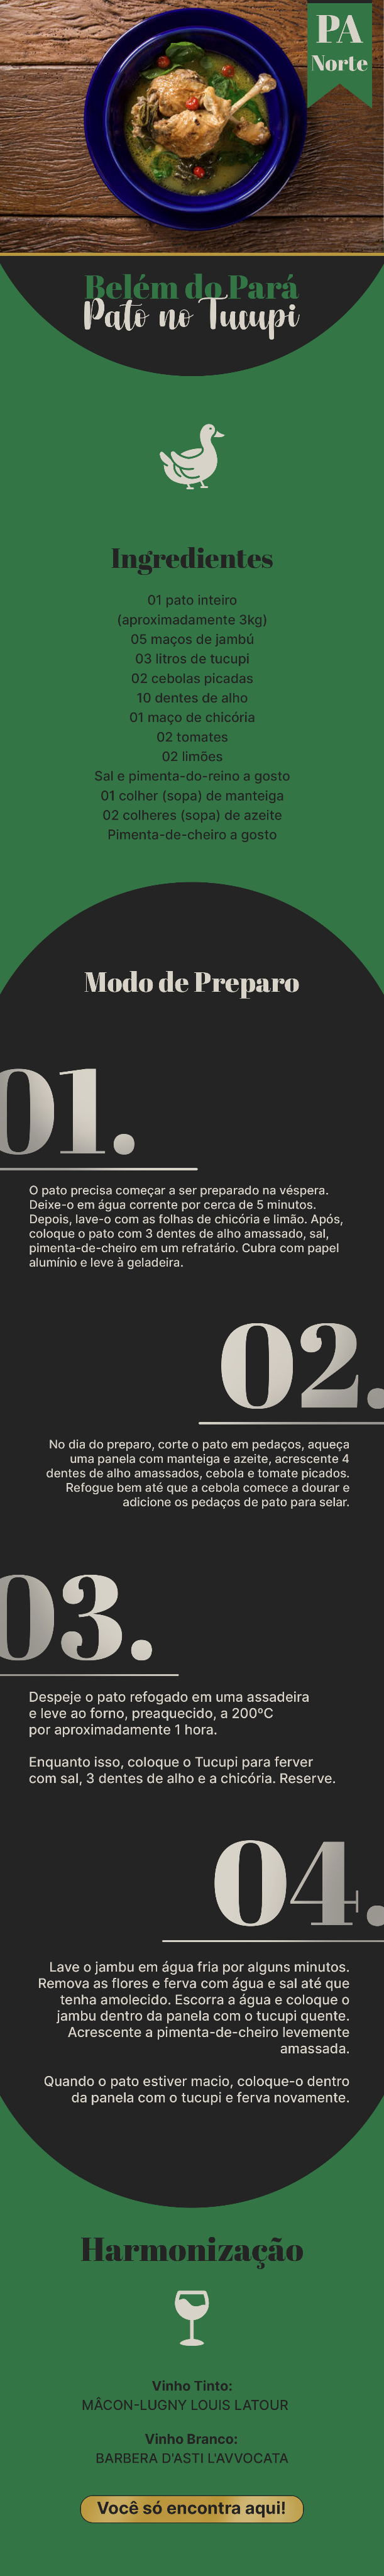 PA
Norte
Belém do Pará
Pato no Tucupi
Ingredientes
01 pato inteiro
(aproximadamente 3kg)
05 maços de jambú
03 litros de tucupi
02 cebolas picadas
10 dentes de alho
01 maço de chicória
02 tomates
02 limões
Sal e pimenta-do-reino a gosto
01 colher (sopa) de manteiga
02 colheres (sopa) de azeite
Pimenta-de-cheiro a gosto
Modo de Preparo
01.
O pato precisa começar a ser preparado na véspera.
Deixe-o em água corrente por cerca de 5 minutos.
Depois, lave-o com as folhas de chicória e limão. Após,
coloque o pato com 3 dentes de alho amassado, sal,
pimenta-de-cheiro em um refratário. Cubra com papel
alumínio e leve à geladeira.
02.
No dia do preparo, corte o pato em pedaços, aqueça
uma panela com manteiga e azeite, acrescente 4
dentes de alho amassados, cebola e tomate picados.
Refogue bem até que a cebola comece a dourar e
adicione os pedaços de pato para selar.
03.
Despeje o pato refogado em uma assadeira
e leve ao forno, preaquecido, a 200ºC
por aproximadamente 1 hora.
Enquanto isso, coloque o Tucupi para ferver
com sal, 3 dentes de alho e a chicória. Reserve.
04.
Lave o jambu em água fria por alguns minutos.
Remova as flores e ferva com água e sal até que
tenha amolecido. Escorra a água e coloque o
jambu dentro da panela com o tucupi quente.
Acrescente a pimenta-de-cheiro levemente
amassada.
Quando o pato estiver macio, coloque-o dentro
da panela com o tucupi e ferva novamente.
Harmonização
Vinho Tinto:
MÂCON-LUGNY LOUIS LATOUR
Vinho Branco:
BARBERA D'ASTI L'AVVOCATA
Você só encontra aqui!